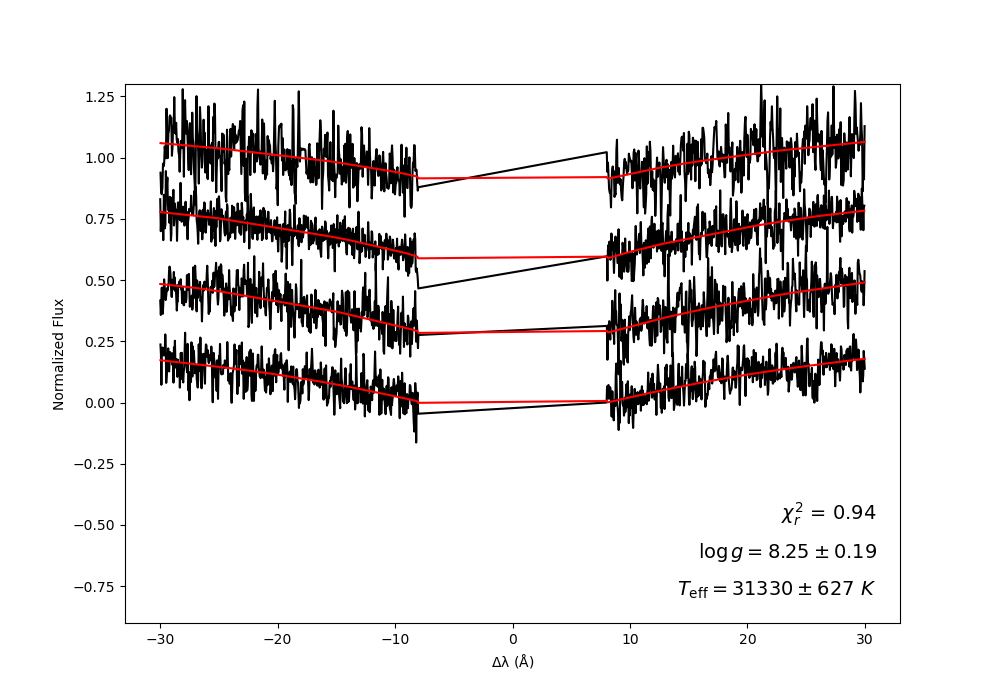 1.25
1.00
0.75
0.50
0.25
0.00
−0.25
−0.50
−0.75
Normalized Flux
χ²ᵣ = 0.94
log g = 8.25 ± 0.19
T_eff = 31330 ± 627 K
−30 −20 −10 0 10 20 30
Δλ (Å)